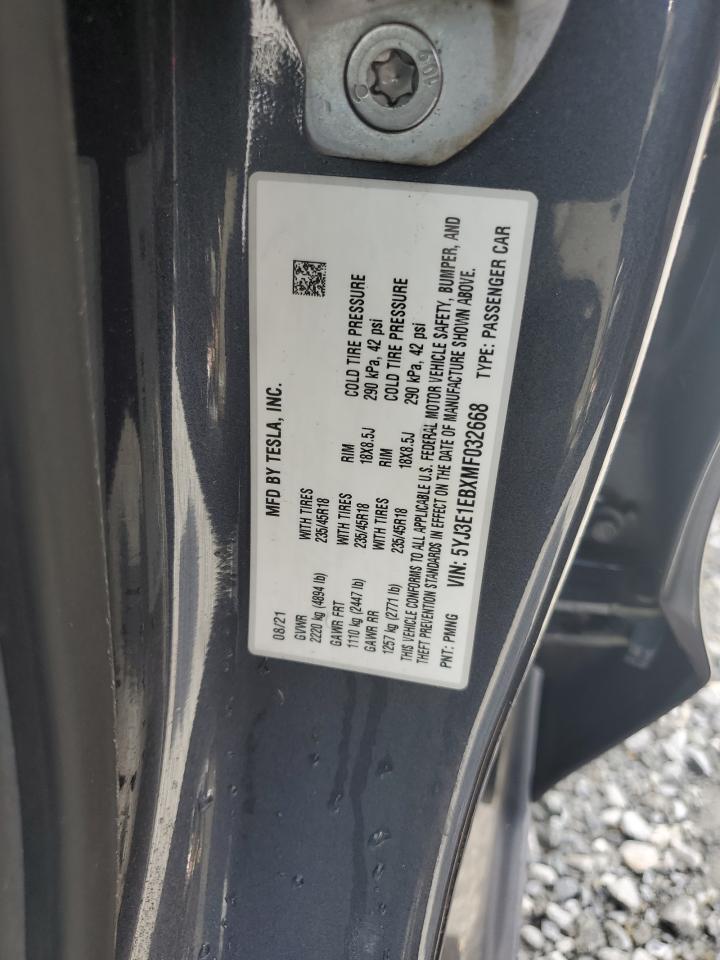 109
MFD BY TESLA, INC.
08/21
GVWR WITH TIRES
2220 kg (4894 lb) 235/45R18
GAWR FRT WITH TIRES RIM COLD TIRE PRESSURE
1110 kg (2447 lb) 235/45R18 18X8.5J 290 kPa, 42 psi
GAWR RR WITH TIRES RIM COLD TIRE PRESSURE
1257 kg (2771 lb) 235/45R18 18X8.5J 290 kPa, 42 psi
THIS VEHICLE CONFORMS TO ALL APPLICABLE U.S. FEDERAL MOTOR VEHICLE SAFETY, BUMPER, AND
THEFT PREVENTION STANDARDS IN EFFECT ON THE DATE OF MANUFACTURE SHOWN ABOVE.
PNT: PMNG VIN: 5YJ3E1EBXMF032668 TYPE: PASSENGER CAR